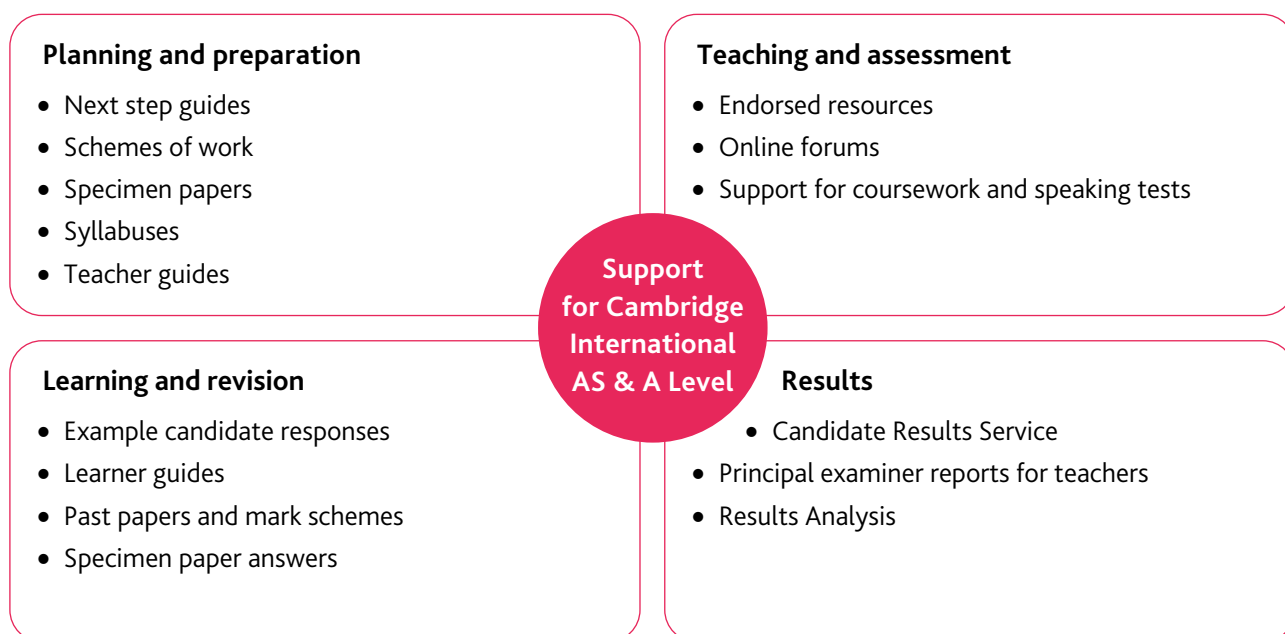 Planning and preparation
• Next step guides
• Schemes of work
• Specimen papers
• Syllabuses
• Teacher guides
Teaching and assessment
• Endorsed resources
• Online forums
• Support for coursework and speaking tests
Support
for Cambridge
International
AS & A Level
Learning and revision
• Example candidate responses
• Learner guides
• Past papers and mark schemes
• Specimen paper answers
Results
• Candidate Results Service
• Principal examiner reports for teachers
• Results Analysis